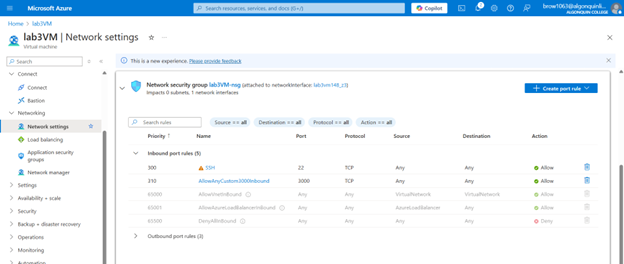 Microsoft Azure
Search resources, services, and docs (G+/)
Copilot
brow1063@algonquinli...
ALGONQUIN COLLEGE
Home > lab3VM
lab3VM | Network settings
Virtual machine
Search
This is a new experience. Please provide feedback
Connect
Connect
Bastion
Networking
Network settings
Load balancing
Application security groups
Network manager
Settings
Availability + scale
Security
Backup + disaster recovery
Operations
Monitoring
Automation
Network security group lab3VM-nsg (attached to networkInterface: lab3vm148_z3)
Impacts 0 subnets, 1 network interfaces
+ Create port rule
Search rules
Source == all
Destination == all
Protocol == all
Action == all
Priority ↑ Name Port Protocol Source Destination Action
Inbound port rules (5)
300 SSH 22 TCP Any Any Allow
310 AllowAnyCustom3000Inbound 3000 TCP Any Any Allow
65000 AllowVnetInBound Any Any VirtualNetwork VirtualNetwork Allow
65001 AllowAzureLoadBalancerInBound Any Any AzureLoadBalancer Any Allow
65500 DenyAllInBound Any Any Any Any Deny
Outbound port rules (3)